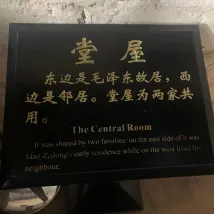 堂屋
东边是毛泽东故居，西
边是邻居。堂屋为两家共
用。
The Central Room
It was shared by two families: on the east side of it was
Mao Zedong's early residence while on the west lived his
neighbour.